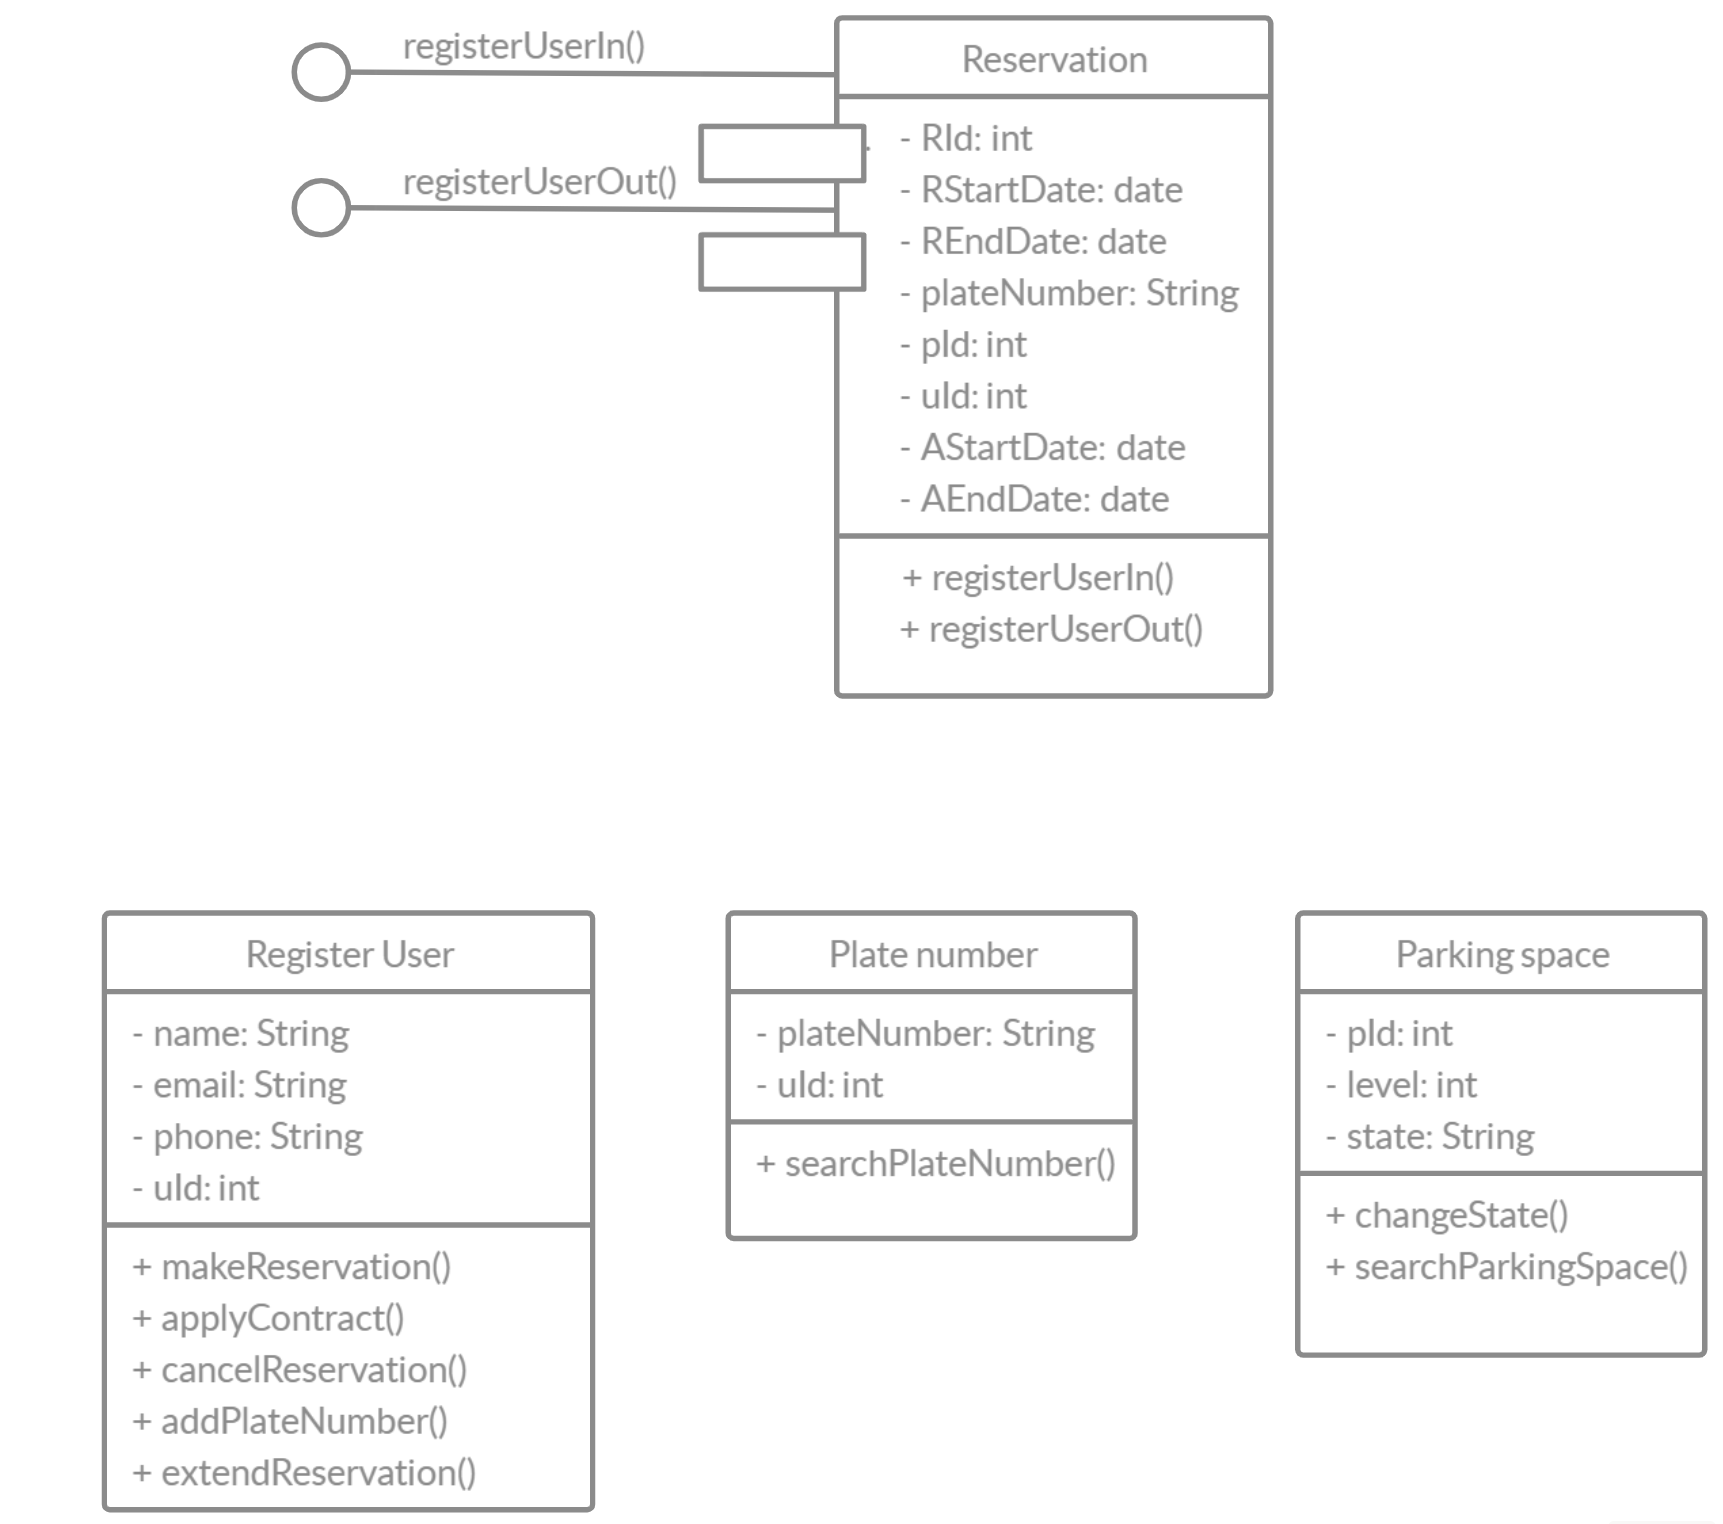 registerUserIn()
registerUserOut()
Reservation
- RId: int
- RStartDate: date
- REndDate: date
- plateNumber: String
- pId: int
- uId: int
- AStartDate: date
- AEndDate: date
+ registerUserIn()
+ registerUserOut()
Register User
- name: String
- email: String
- phone: String
- uId: int
+ makeReservation()
+ applyContract()
+ cancelReservation()
+ addPlateNumber()
+ extendReservation()
Plate number
- plateNumber: String
- uId: int
+ searchPlateNumber()
Parking space
- pId: int
- level: int
- state: String
+ changeState()
+ searchParkingSpace()